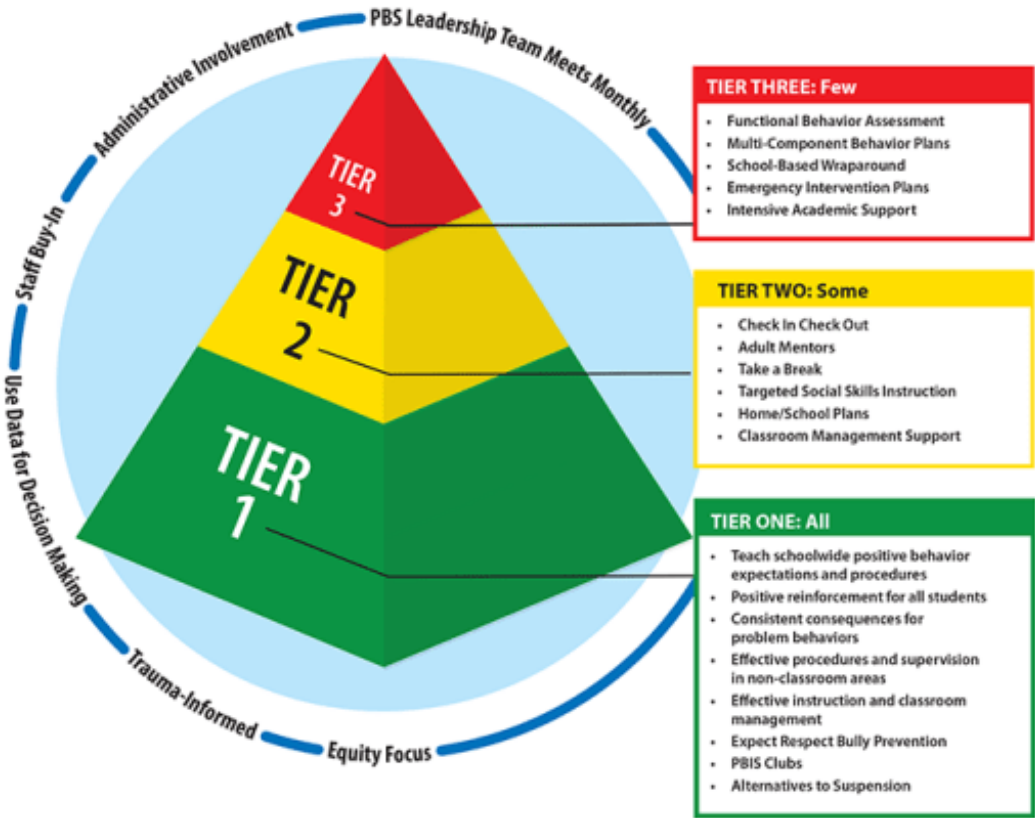 PBS Leadership Team Meets Monthly
Administrative Involvement
Staff Buy-In
Use Data for Decision Making
Trauma-Informed
Equity Focus
TIER
3
TIER
2
TIER
1
TIER THREE: Few
• Functional Behavior Assessment
• Multi-Component Behavior Plans
• School-Based Wraparound
• Emergency Intervention Plans
• Intensive Academic Support
TIER TWO: Some
• Check In Check Out
• Adult Mentors
• Take a Break
• Targeted Social Skills Instruction
• Home/School Plans
• Classroom Management Support
TIER ONE: All
• Teach schoolwide positive behavior
expectations and procedures
• Positive reinforcement for all students
• Consistent consequences for
problem behaviors
• Effective procedures and supervision
in non-classroom areas
• Effective instruction and classroom
management
• Expect Respect Bully Prevention
• PBIS Clubs
• Alternatives to Suspension